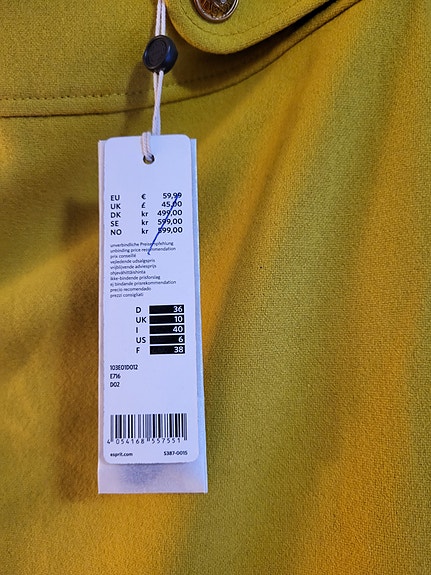 EU € 59,99
UK £ 45,00
DK kr 499,00
SE kr 599,00
NO kr 599,00
unverbindliche Preisempfehlung
unbinding price recommendation
prix conseillé
vejledende udsalgspris
vrijblijvende adviesprijs
ohjevähittäishinta
ikke-bindende prisforslag
ej bindande prisrekommendation
precio recomendado
prezzi consigliati
D 36
UK 10
I 40
US 6
F 38
103EO1D012
E716
D02
4 054168 557551
esprit.com 5387-0015